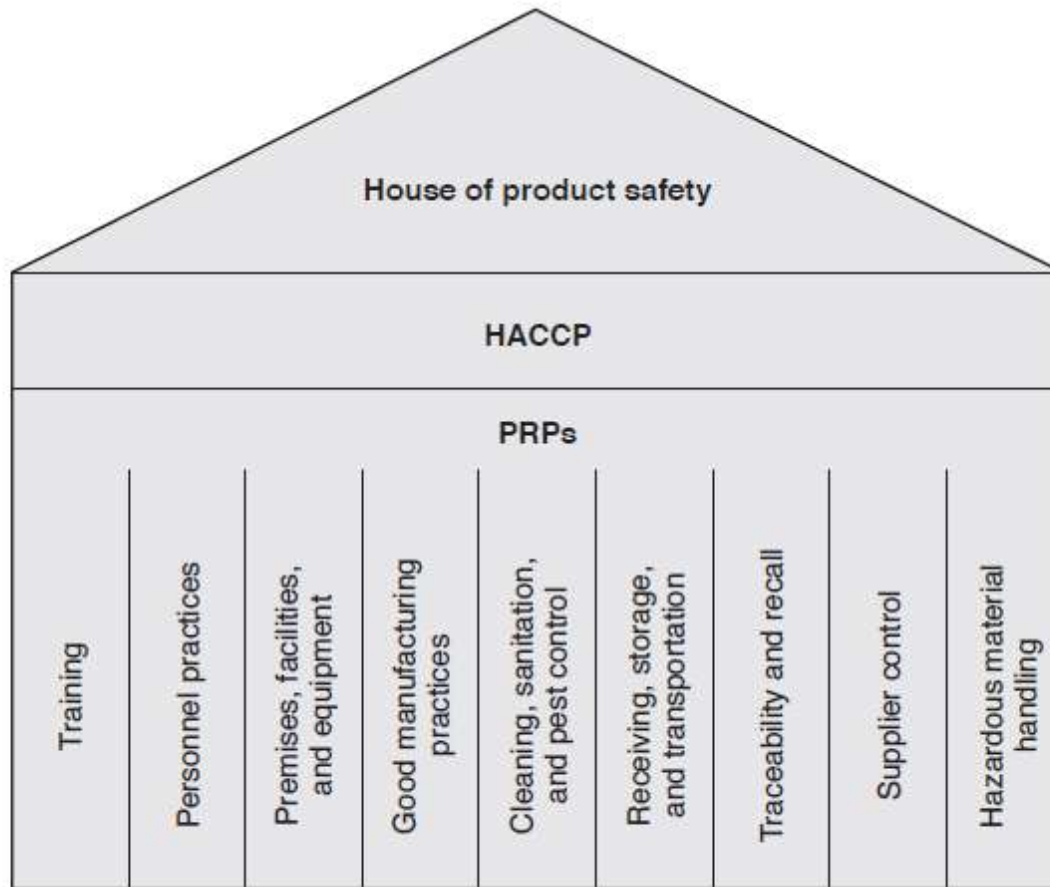 House of product safety
HACCP
PRPs
Training
Personnel practices
Premises, facilities,
and equipment
Good manufacturing
practices
Cleaning, sanitation,
and pest control
Receiving, storage,
and transportation
Traceability and recall
Supplier control
Hazardous material
handling